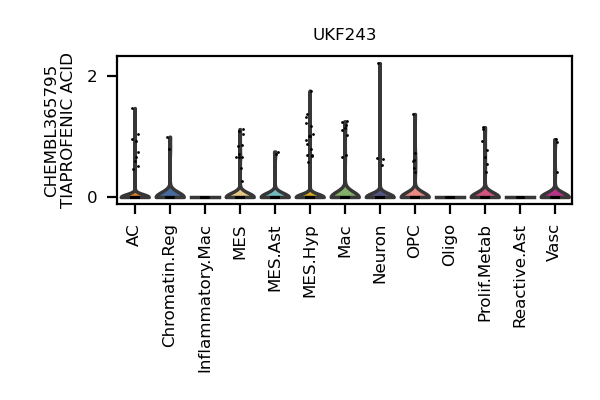 UKF243
CHEMBL365795
TIAPROFENIC ACID
2
0
AC
Chromatin.Reg
Inflammatory.Mac
MES
MES.Ast
MES.Hyp
Mac
Neuron
OPC
Oligo
Prolif.Metab
Reactive.Ast
Vasc